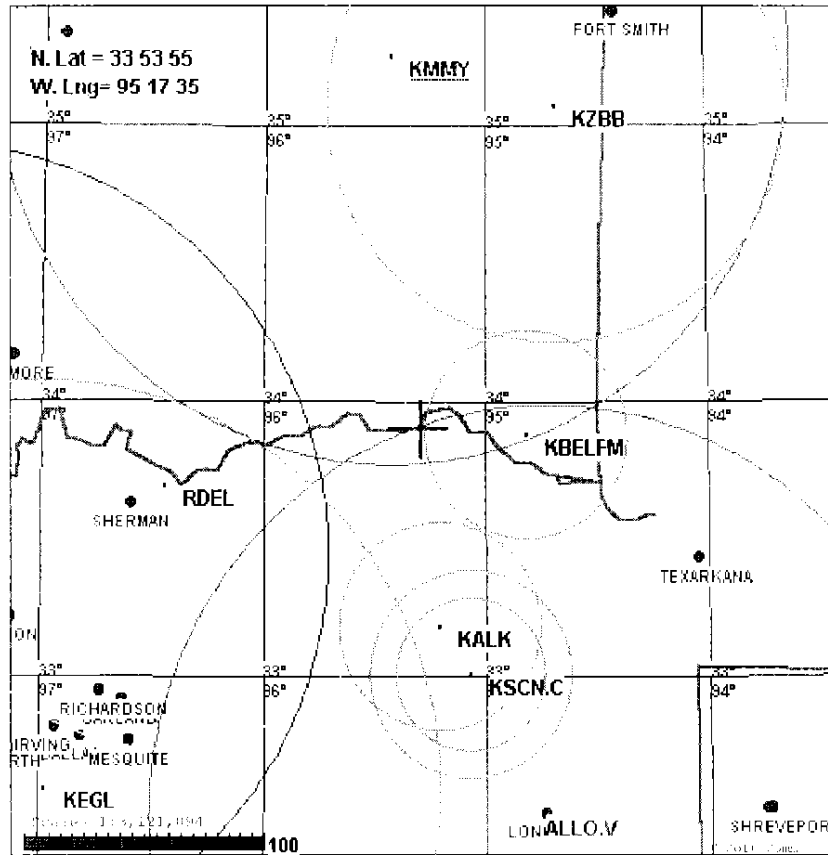 FORT SMITH
N. Lat = 33 53 55
W. Lng= 95 17 35
KMMY
KZBB
35°
97°
35°
96°
35°
95°
35°
94°
MORE
34°
97°
34°
96°
34°
95°
34°
94°
KBELFM
RDEL
SHERMAN
TEXARKANA
ON
KALK
33°
97°
33°
96°
33°
33°
94°
KSCN.C
RICHARDSON
IRVING
MESQUITE
KEGL
100
ALLO.V
SHREVEPOR